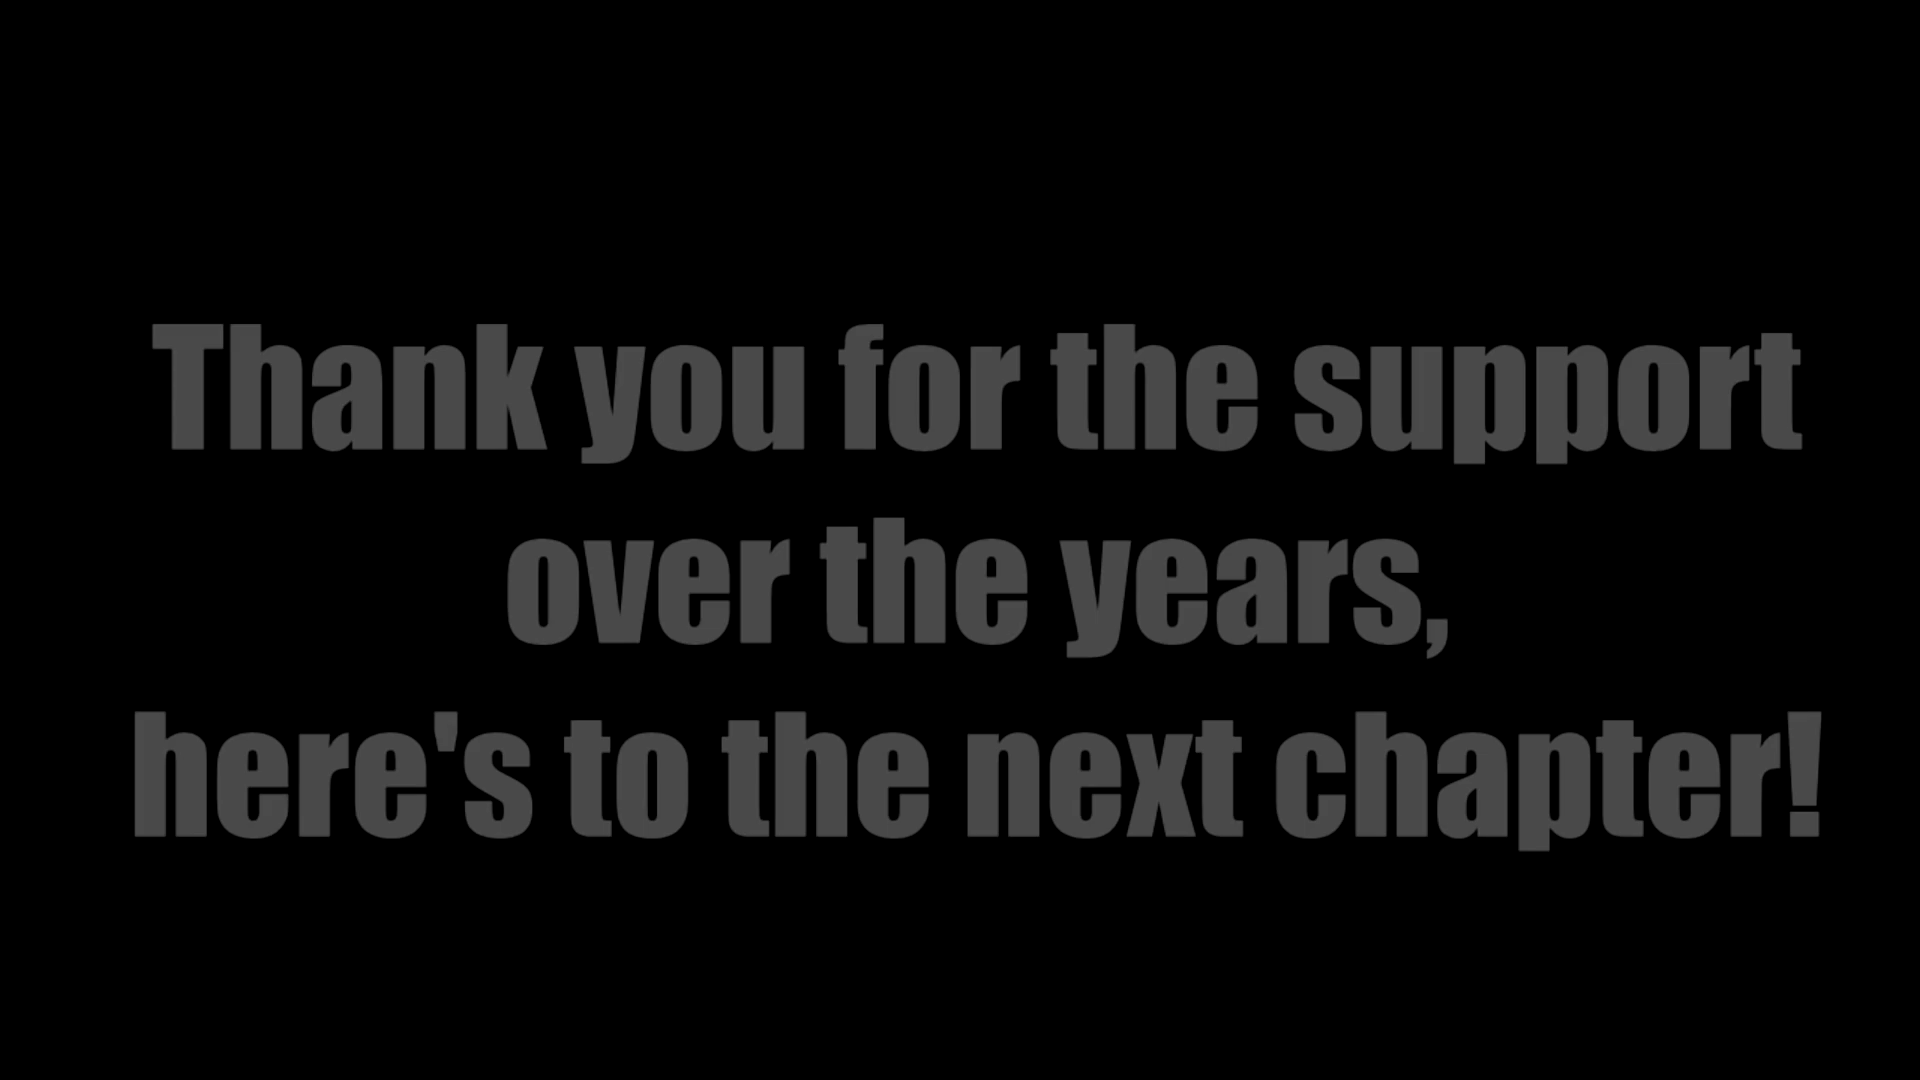 Thank you for the support
over the years,
here's to the next chapter!